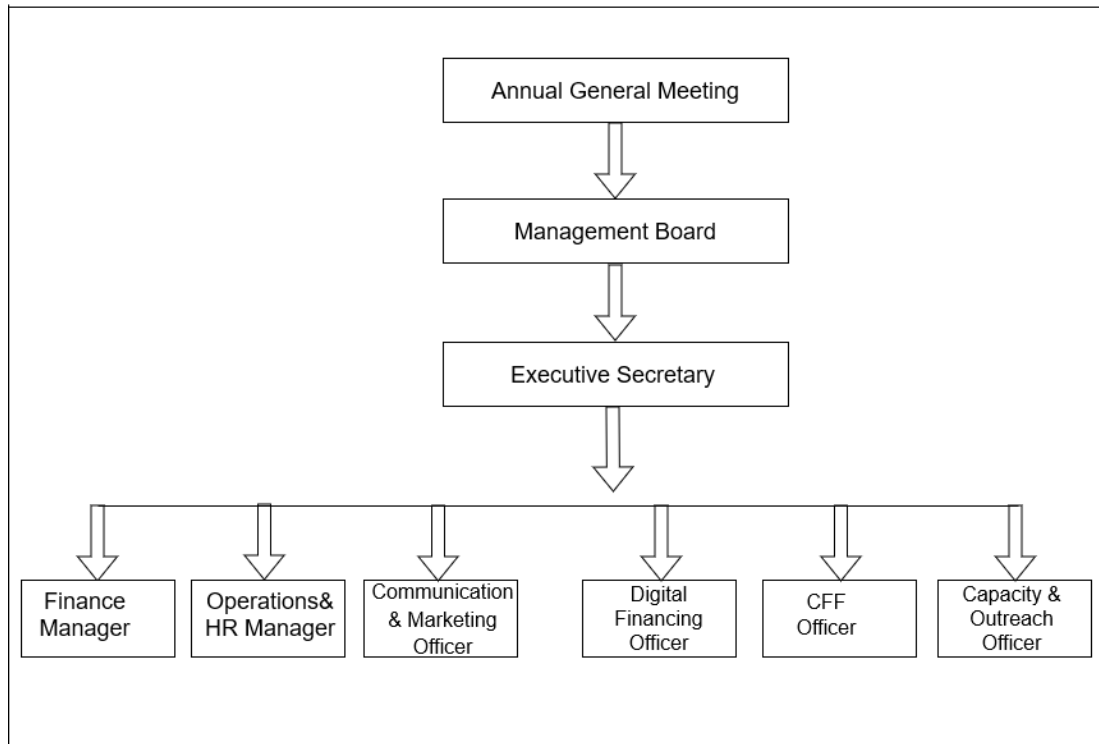 Annual General Meeting
Management Board
Executive Secretary
Finance
Manager
Operations&
HR Manager
Communication
& Marketing
Officer
Digital
Financing
Officer
CFF
Officer
Capacity &
Outreach
Officer